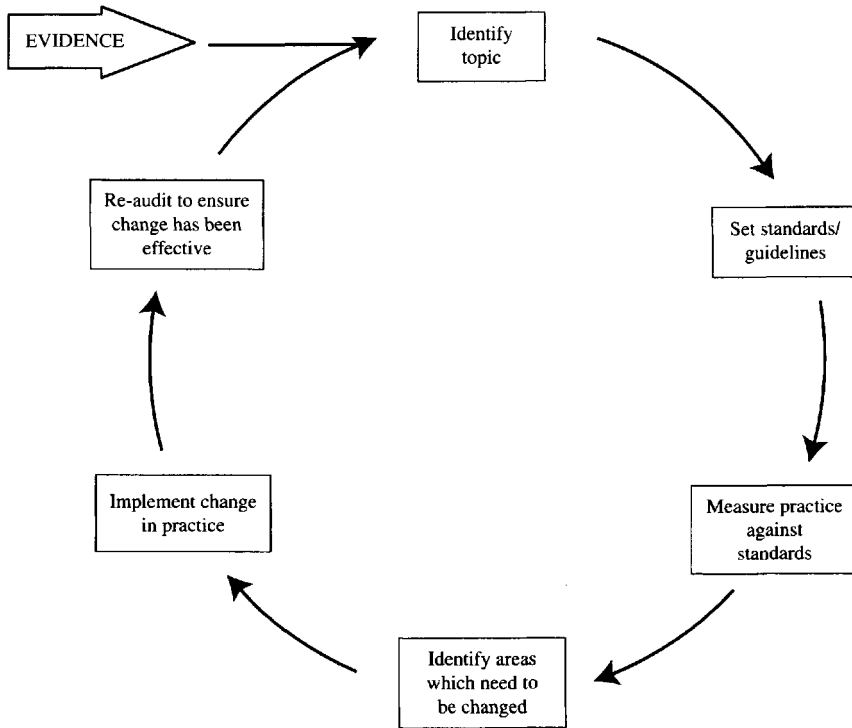 EVIDENCE
Identify
topic
Set standards/
guidelines
Measure practice
against
standards
Identify areas
which need to
be changed
Implement change
in practice
Re-audit to ensure
change has been
effective